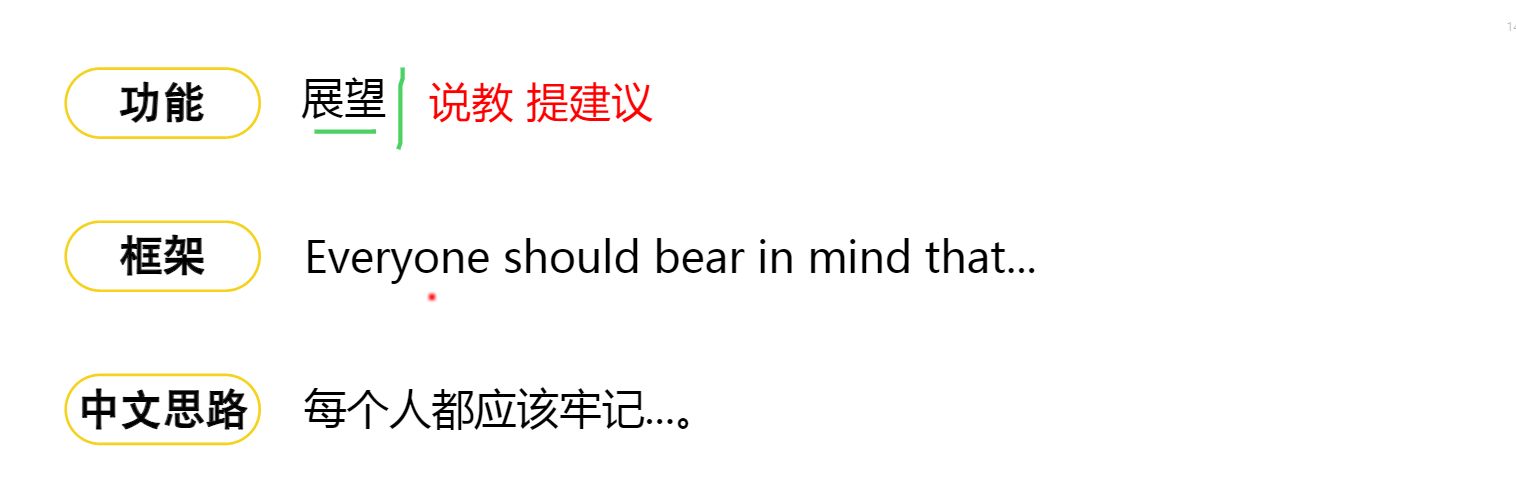 功能 展望 说教 提建议
框架 Everyone should bear in mind that...
中文思路 每个人都应该牢记...。